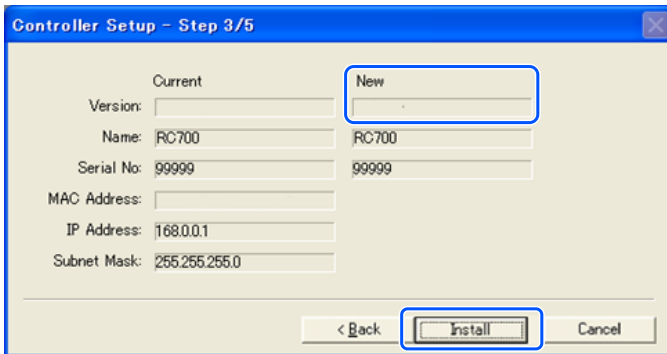 Controller Setup - Step 3/5
Current New
Version:
Name: RC700 RC700
Serial No: 99999 99999
MAC Address:
IP Address: 168.0.0.1
Subnet Mask: 255.255.255.0
< Back Install Cancel